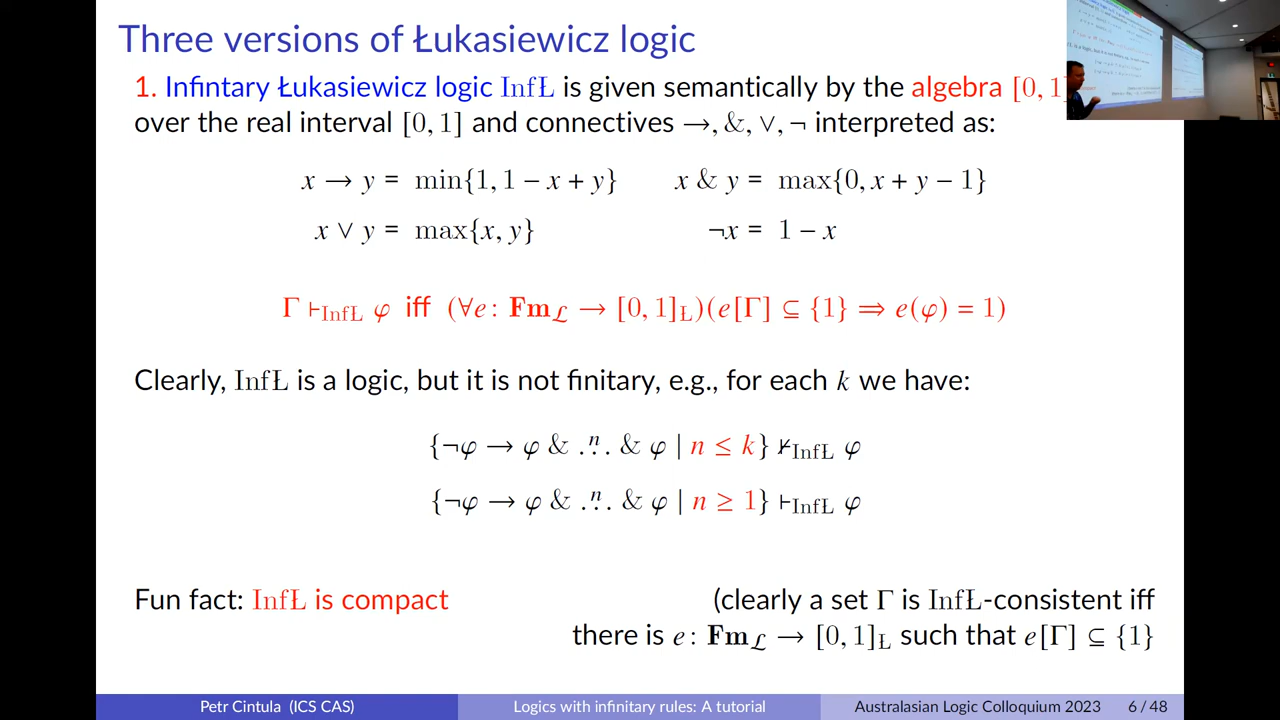 Three versions of Łukasiewicz logic
1. Infintary Łukasiewicz logic InfŁ is given semantically by the algebra [0, 1]
over the real interval [0, 1] and connectives →, &, ∨, ¬ interpreted as:
x → y = min{1, 1 − x + y} x & y = max{0, x + y − 1}
x ∨ y = max{x, y} ¬x = 1 − x
Γ ⊢InfŁ φ iff (∀e: Fm𝓛 → [0, 1]Ł)(e[Γ] ⊆ {1} ⇒ e(φ) = 1)
Clearly, InfŁ is a logic, but it is not finitary, e.g., for each k we have:
{¬φ → φ & .ⁿ. & φ | n ≤ k} ⊬InfŁ φ
{¬φ → φ & .ⁿ. & φ | n ≥ 1} ⊢InfŁ φ
Fun fact: InfŁ is compact (clearly a set Γ is InfŁ-consistent iff
there is e: Fm𝓛 → [0, 1]Ł such that e[Γ] ⊆ {1}
Petr Cintula (ICS CAS) Logics with infinitary rules: A tutorial Australasian Logic Colloquium 2023 6 / 48